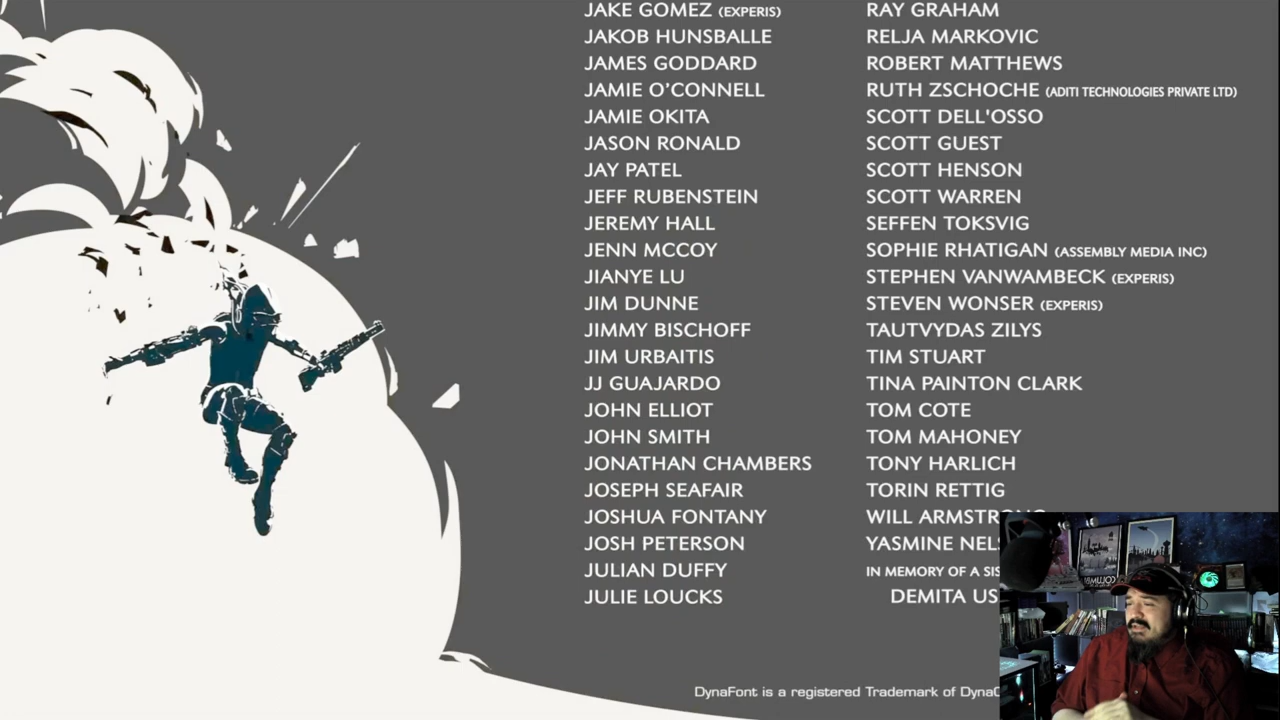 JAKE GOMEZ (EXPERIS)
JAKOB HUNSBALLE
JAMES GODDARD
JAMIE O'CONNELL
JAMIE OKITA
JASON RONALD
JAY PATEL
JEFF RUBENSTEIN
JEREMY HALL
JENN MCCOY
JIANYE LU
JIM DUNNE
JIMMY BISCHOFF
JIM URBAITIS
JJ GUAJARDO
JOHN ELLIOT
JOHN SMITH
JONATHAN CHAMBERS
JOSEPH SEAFAIR
JOSHUA FONTANY
JOSH PETERSON
JULIAN DUFFY
JULIE LOUCKS
RAY GRAHAM
RELJA MARKOVIC
ROBERT MATTHEWS
RUTH ZSCHOCHE (ADITI TECHNOLOGIES PRIVATE LTD)
SCOTT DELL'OSSO
SCOTT GUEST
SCOTT HENSON
SCOTT WARREN
SEFFEN TOKSVIG
SOPHIE RHATIGAN (ASSEMBLY MEDIA INC)
STEPHEN VANWAMBECK (EXPERIS)
STEVEN WONSER (EXPERIS)
TAUTVYDAS ZILYS
TIM STUART
TINA PAINTON CLARK
TOM COTE
TOM MAHONEY
TONY HARLICH
TORIN RETTIG
WILL ARMSTRONG
YASMINE NELS
IN MEMORY OF A SIS
DEMITA US
DynaFont is a registered Trademark of DynaC